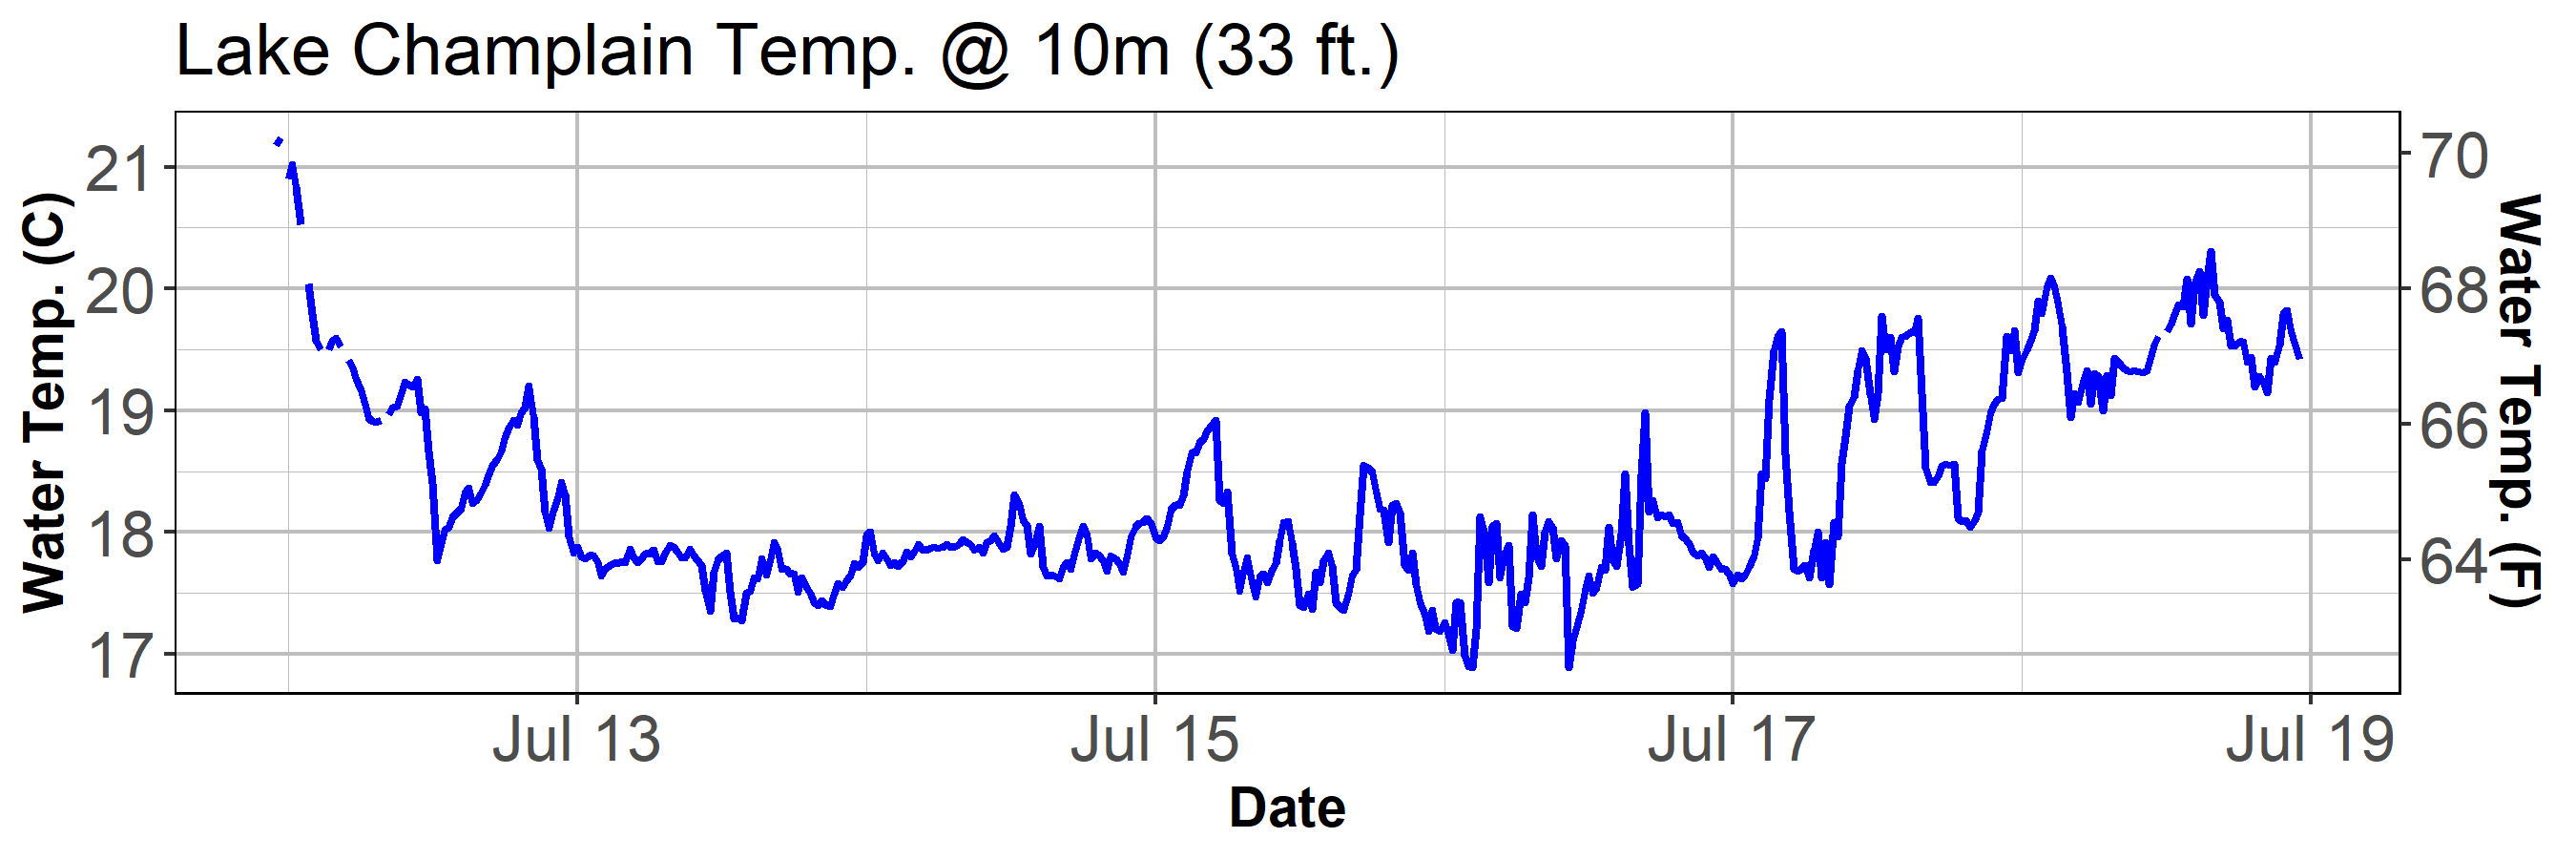 Lake Champlain Temp. @ 10m (33 ft.)
Water Temp. (C)
21
20
19
18
17
70
68
66
64
Water Temp. (F)
Jul 13
Jul 15
Jul 17
Jul 19
Date